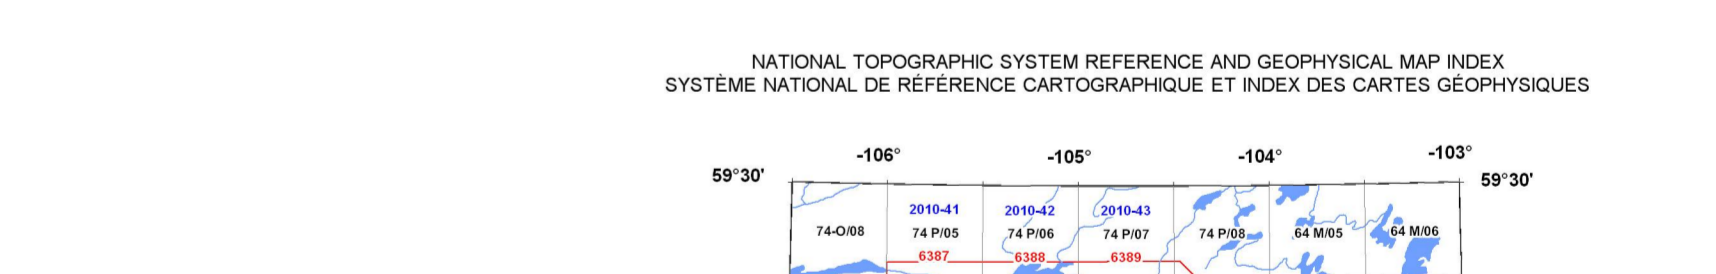 NATIONAL TOPOGRAPHIC SYSTEM REFERENCE AND GEOPHYSICAL MAP INDEX
SYSTÈME NATIONAL DE RÉFÉRENCE CARTOGRAPHIQUE ET INDEX DES CARTES GÉOPHYSIQUES
-106° -105° -104° -103°
59°30' 59°30'
2010-41 2010-42 2010-43
74-O/08 74 P/05 74 P/06 74 P/07 74 P/08 64 M/05 64 M/06
6387 6388 6389